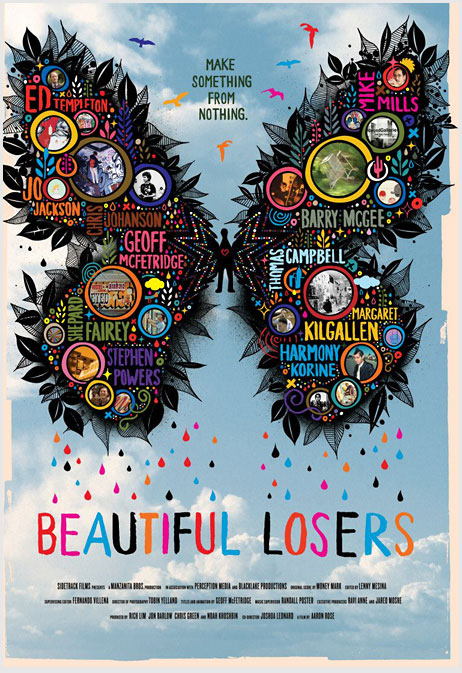 MAKE
SOMETHING
FROM
NOTHING.
ED TEMPLETON
JO JACKSON
CHRIS JOHANSON
GEOFF MCFETRIDGE
SHEPARD FAIREY
STEPHEN POWERS
MIKE MILLS
BARRY MCGEE
THOMAS CAMPBELL
MARGARET KILGALLEN
HARMONY KORINE
BEAUTIFUL LOSERS
SIDETRACK FILMS PRESENTS A MANZANITA BROS. PRODUCTION IN ASSOCIATION WITH PERCEPTION MEDIA AND BLACKLAKE PRODUCTIONS ORIGINAL SCORE BY MONEY MARK EDITED BY LENNY MESINA
SUPERVISING EDITOR FERNANDO VILLENA DIRECTOR OF PHOTOGRAPHY TOBIN YELLAND TITLES AND ANIMATION BY GEOFF McFETRIDGE MUSIC SUPERVISOR RANDALL POSTER EXECUTIVE PRODUCERS RAVI ANNE AND JARED MOSHE
PRODUCED BY RICH LIM JON BARLOW CHRIS GREEN AND NOAH KHOSHBIN CO-DIRECTOR JOSHUA LEONARD A FILM BY AARON ROSE